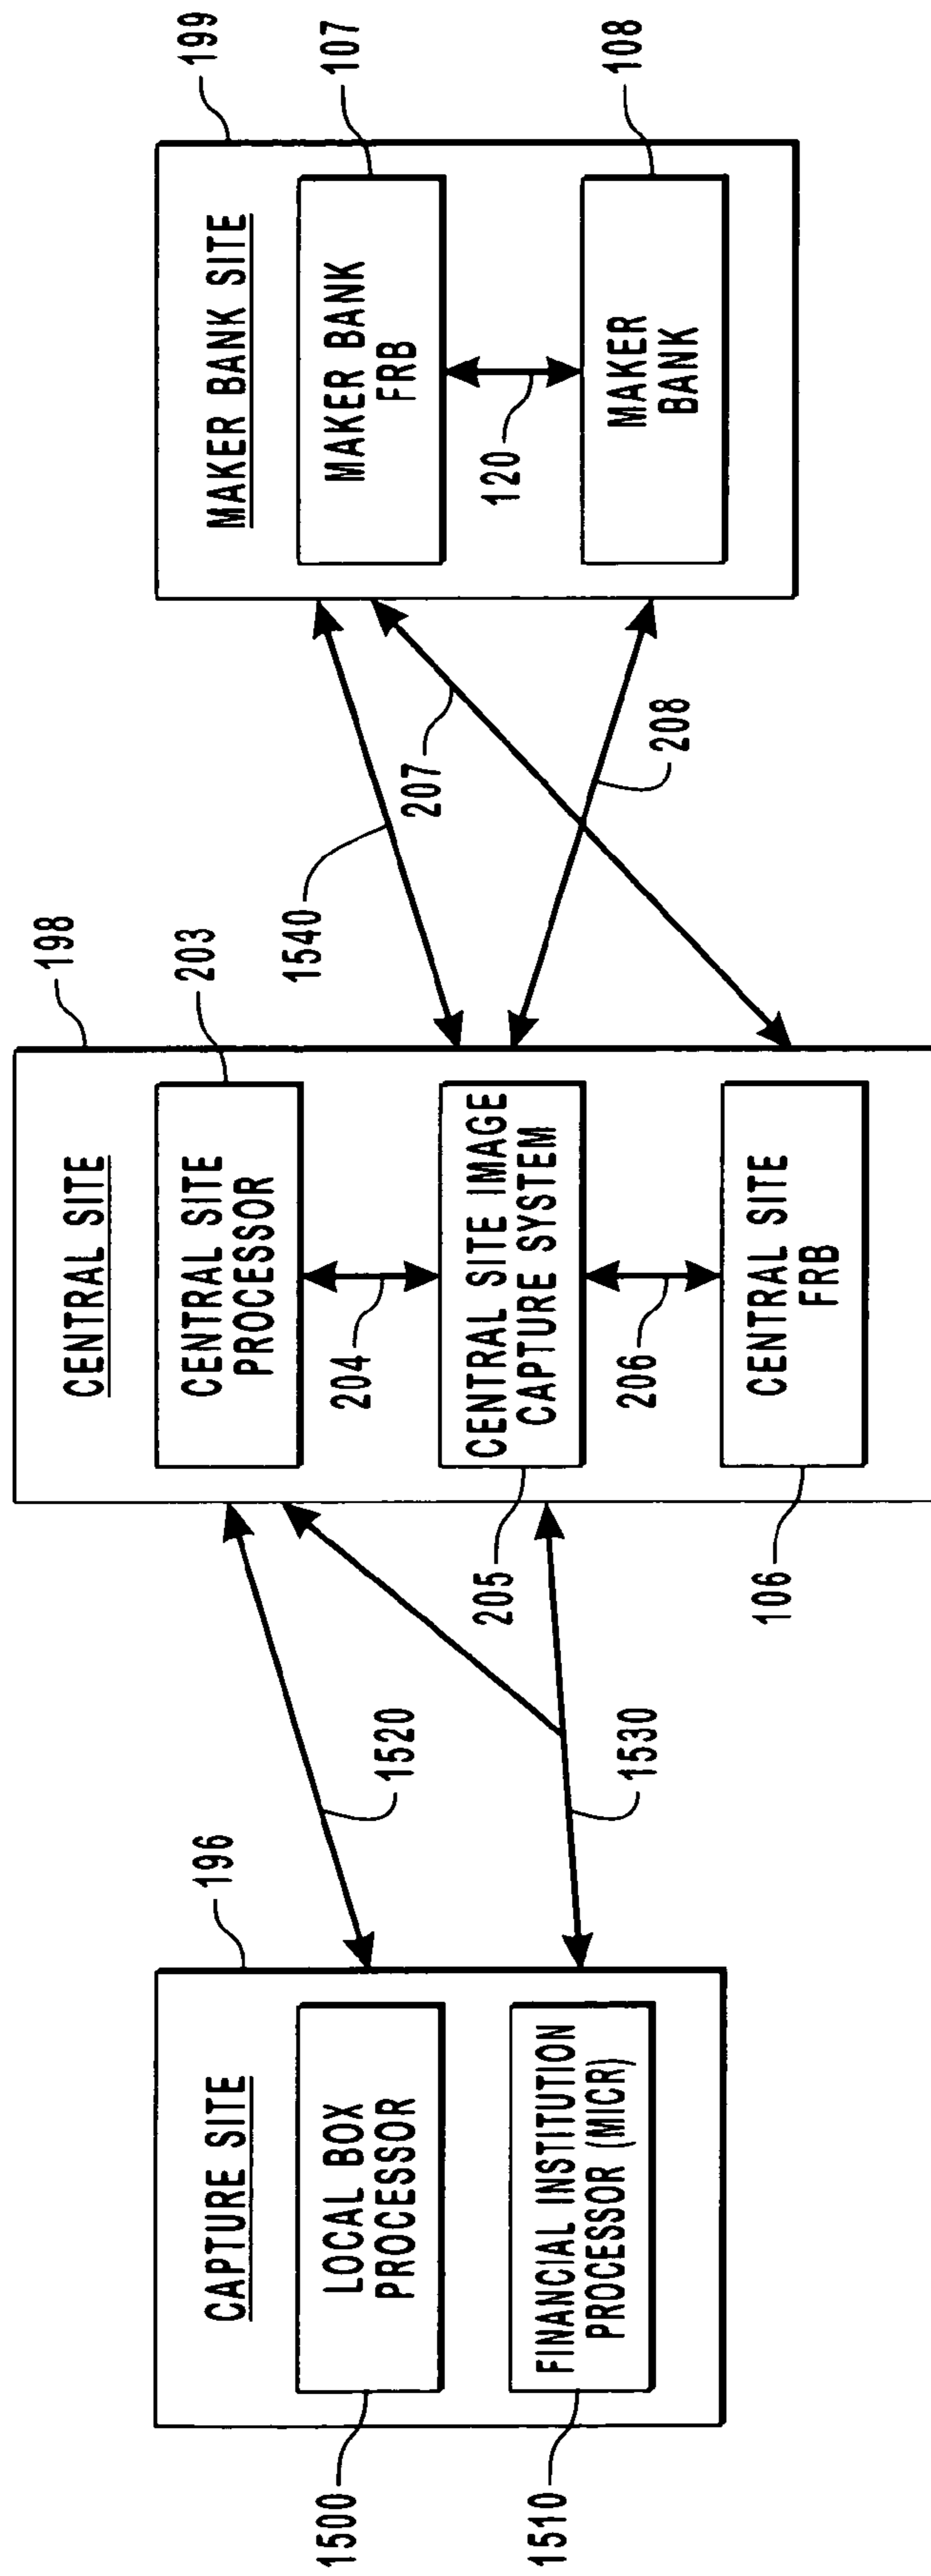 CAPTURE SITE
196
LOCAL BOX
PROCESSOR
1500
FINANCIAL INSTITUTION
PROCESSOR (MICR)
1510
1520
1530
CENTRAL SITE
198
CENTRAL SITE
PROCESSOR
203
204
CENTRAL SITE IMAGE
CAPTURE SYSTEM
205
206
CENTRAL SITE
FRB
106
1540
207
208
MAKER BANK SITE
199
MAKER BANK
FRB
107
120
MAKER
BANK
108